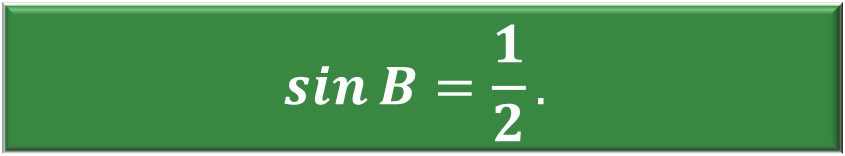 sin B = 1/2.